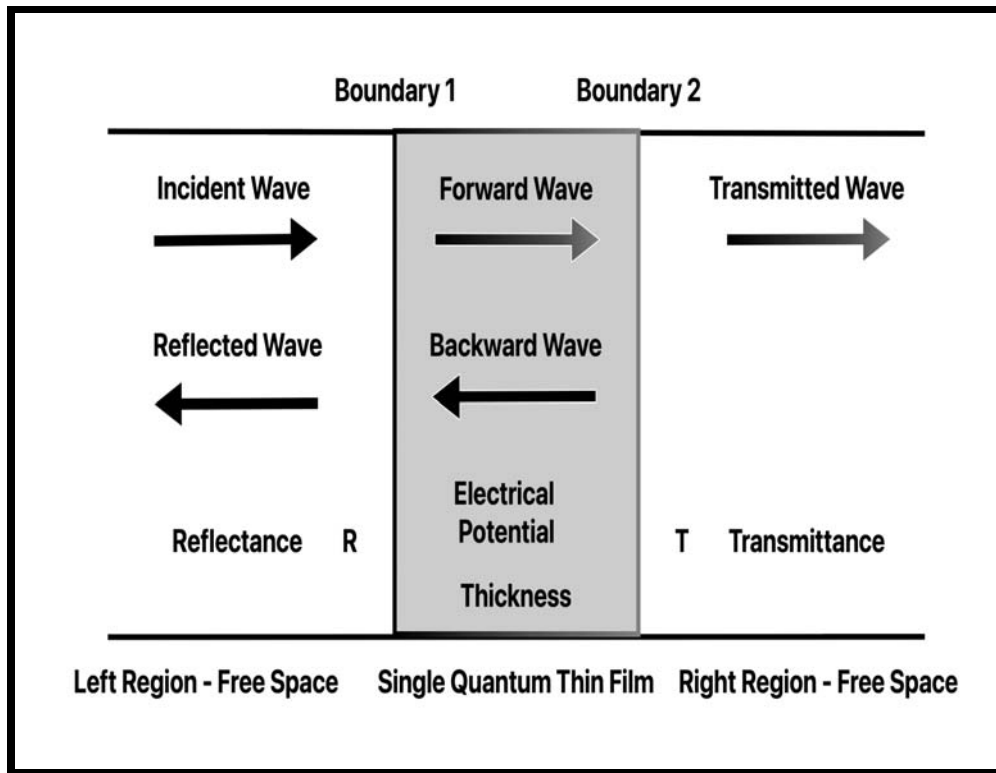 Boundary 1 Boundary 2
Incident Wave Forward Wave Transmitted Wave
Reflected Wave Backward Wave
Electrical
Potential
Reflectance R T Transmittance
Thickness
Left Region - Free Space Single Quantum Thin Film Right Region - Free Space